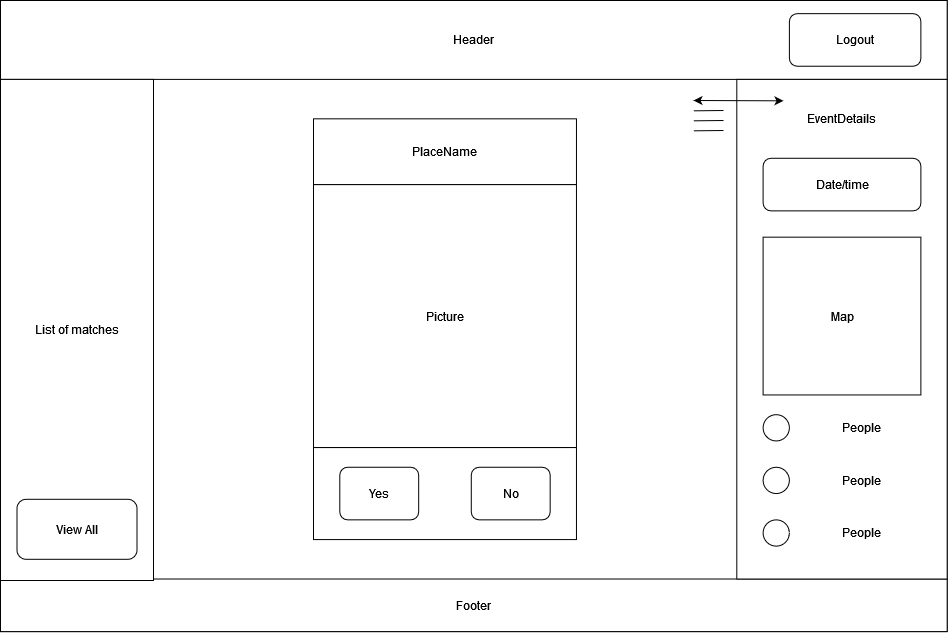 Header
Logout
List of matches
View All
PlaceName
Picture
Yes
No
EventDetails
Date/time
Map
People
People
People
Footer